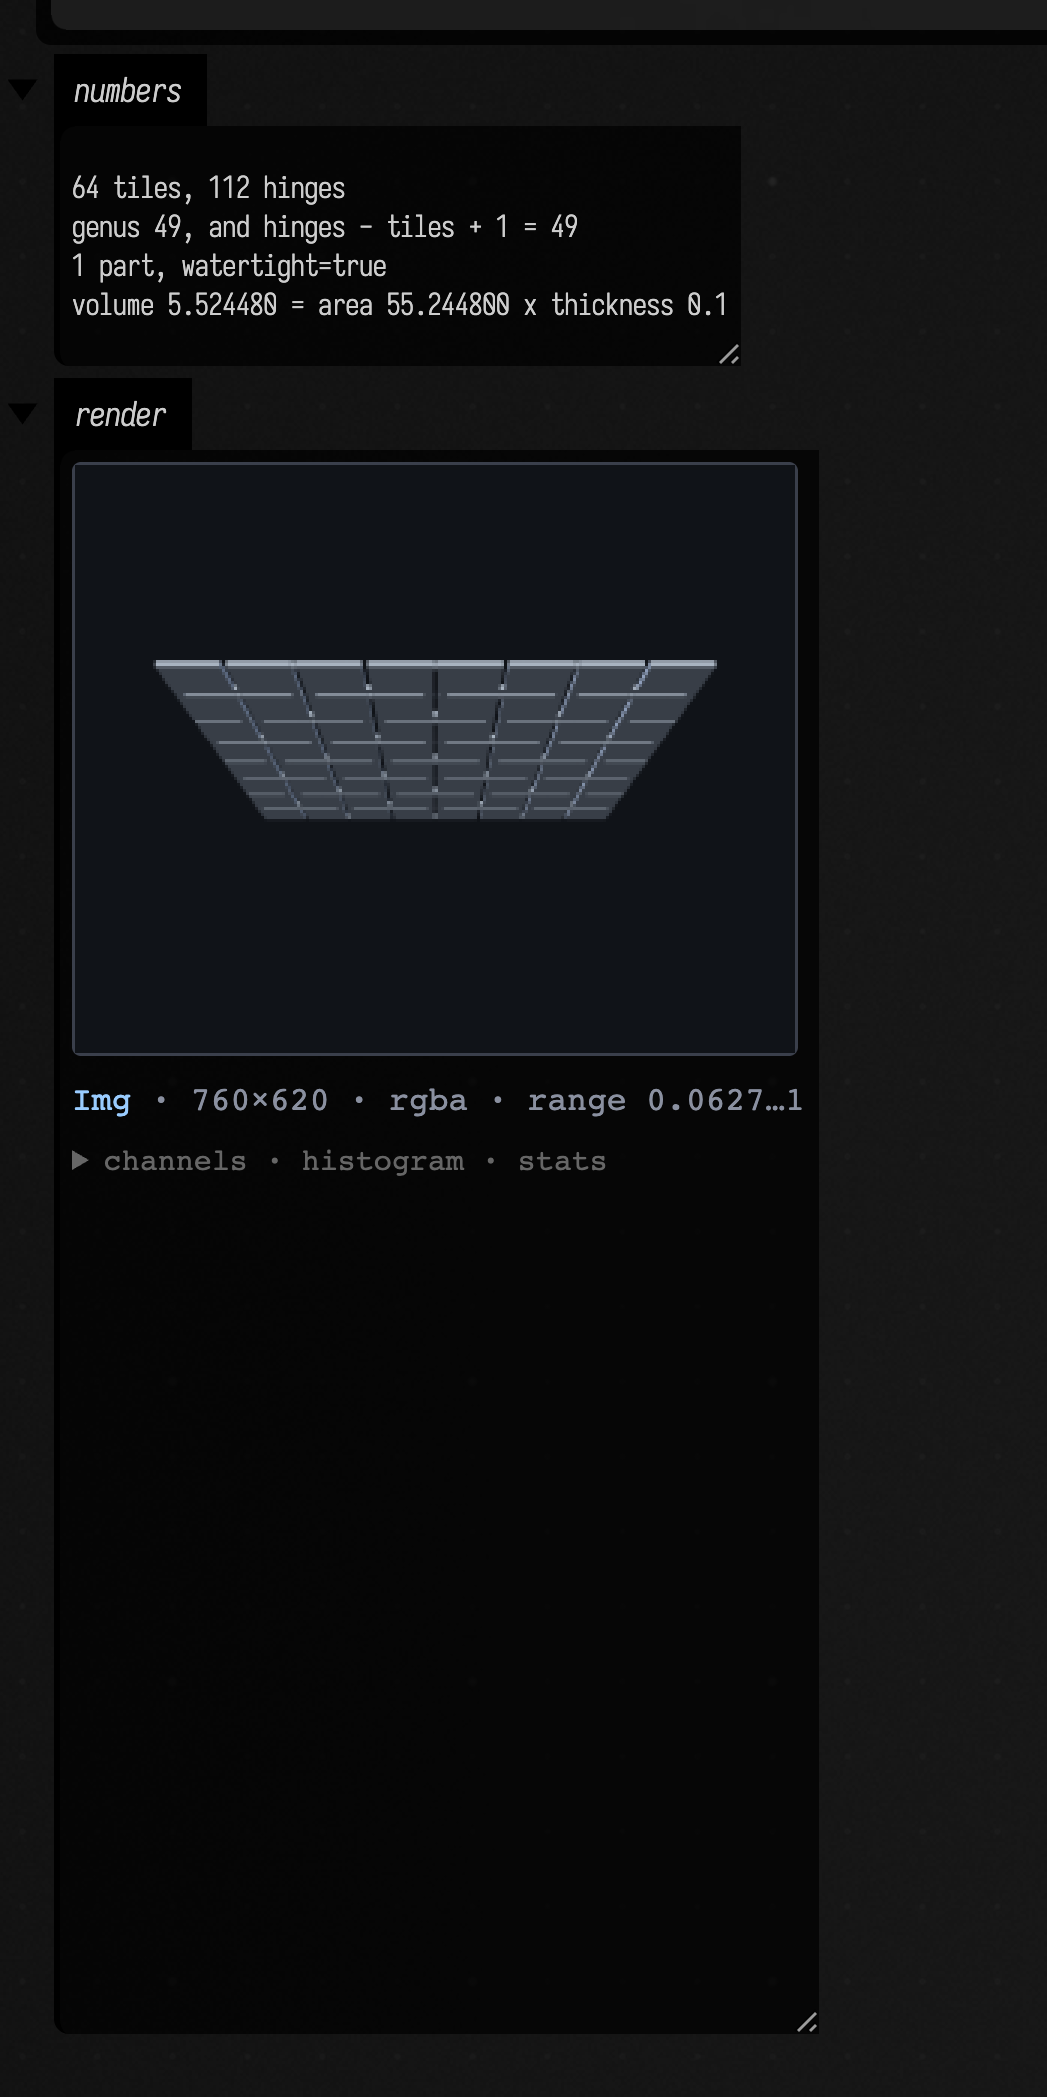 numbers
64 tiles, 112 hinges
genus 49, and hinges - tiles + 1 = 49
1 part, watertight=true
volume 5.524480 = area 55.244800 x thickness 0.1
render
Img · 760×620 · rgba · range 0.0627…1
▶ channels · histogram · stats